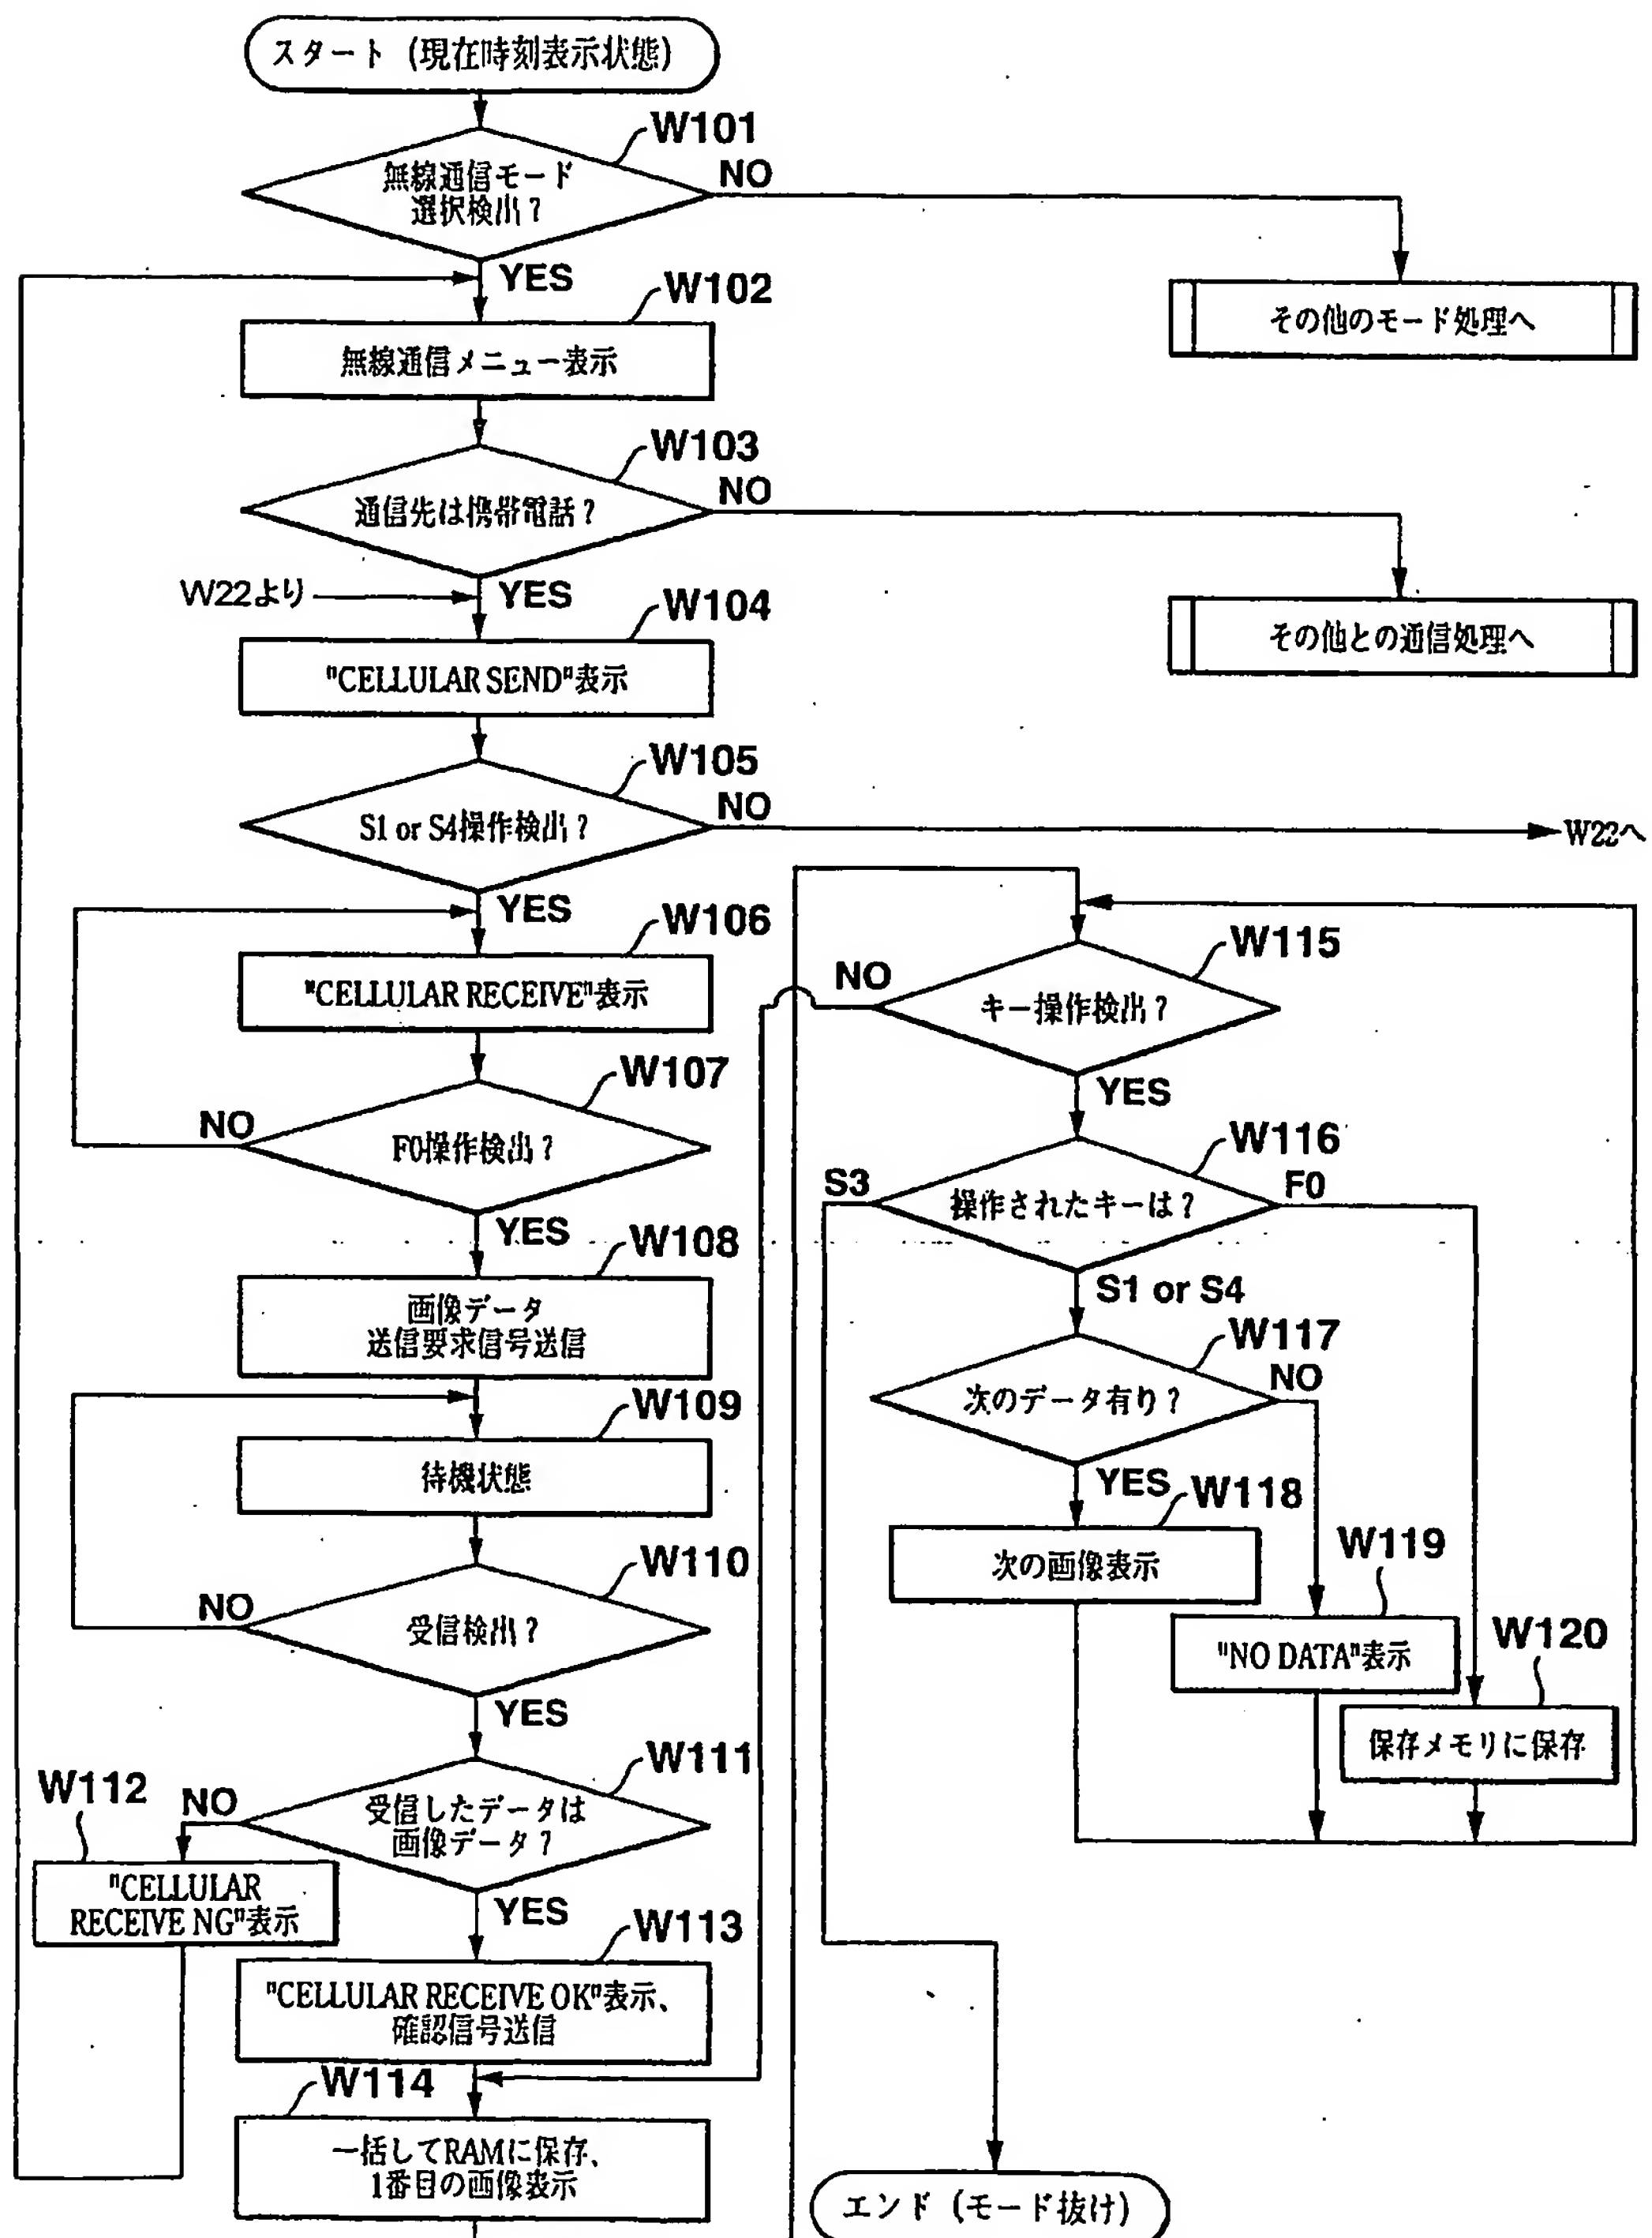 スタート (現在時刻表示状態)
W101
無線通信モード
選択検出？
NO
YES
その他のモード処理へ
W102
無線通信メニュー表示
W103
通信先は携帯電話？
NO
W22より
YES
その他との通信処理へ
W104
"CELLULAR SEND"表示
W105
S1 or S4操作検出？
NO
W22へ
YES
W106
"CELLULAR RECEIVE"表示
W107
F0操作検出？
NO
YES
W108
画像データ
送信要求信号送信
W109
待機状態
W110
受信検出？
NO
YES
W111
受信したデータは
画像データ？
NO
W112
"CELLULAR
RECEIVE NG"表示
YES
W113
"CELLULAR RECEIVE OK"表示、
確認信号送信
W114
一括してRAMに保存、
1番目の画像表示
W115
キー操作検出？
NO
YES
W116
操作されたキーは？
S3
F0
S1 or S4
W117
次のデータ有り？
NO
YES
W118
次の画像表示
W119
"NO DATA"表示
W120
保存メモリに保存
エンド (モード抜け)